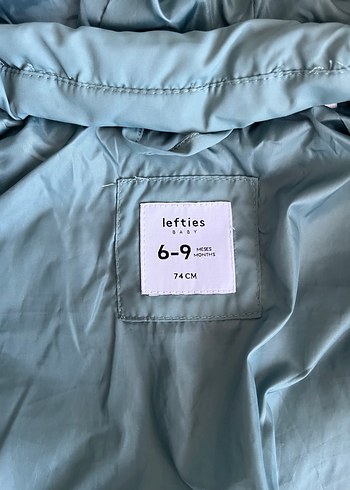 lefties
BABY
6-9 MESES
MONTHS
74 CM